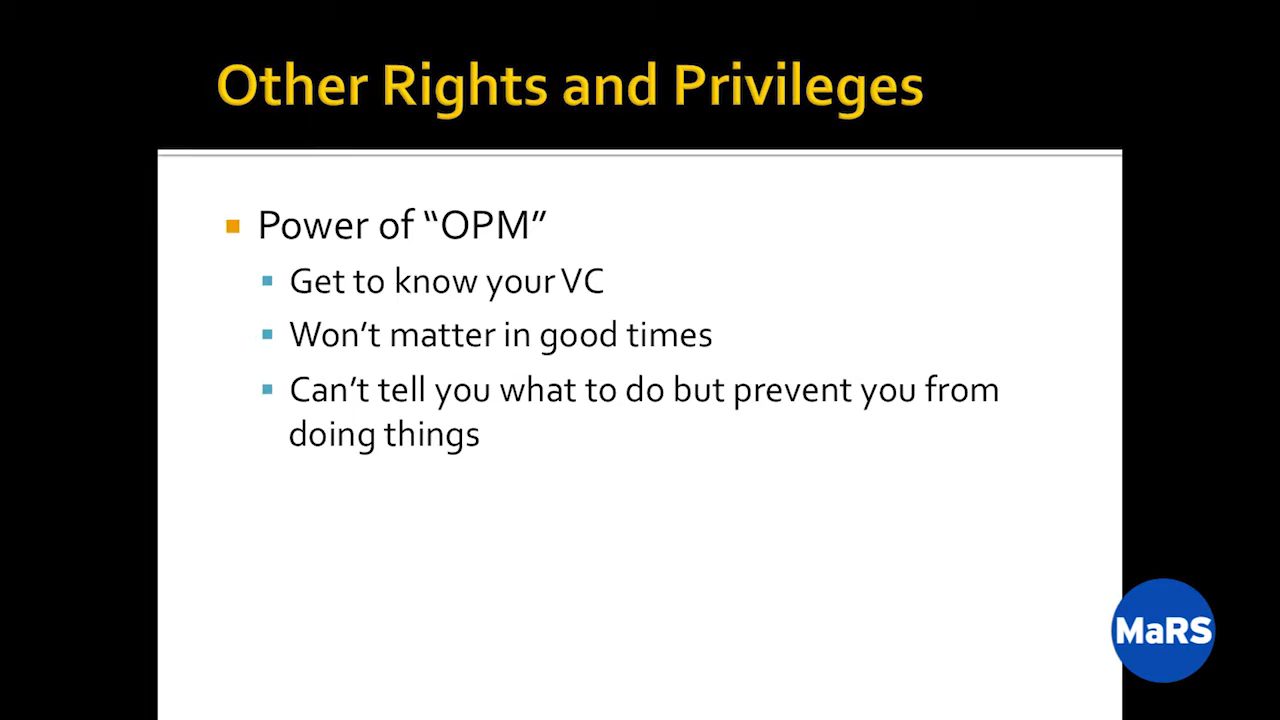 Other Rights and Privileges
Power of “OPM”
Get to know your VC
Won’t matter in good times
Can’t tell you what to do but prevent you from
doing things
MaRS